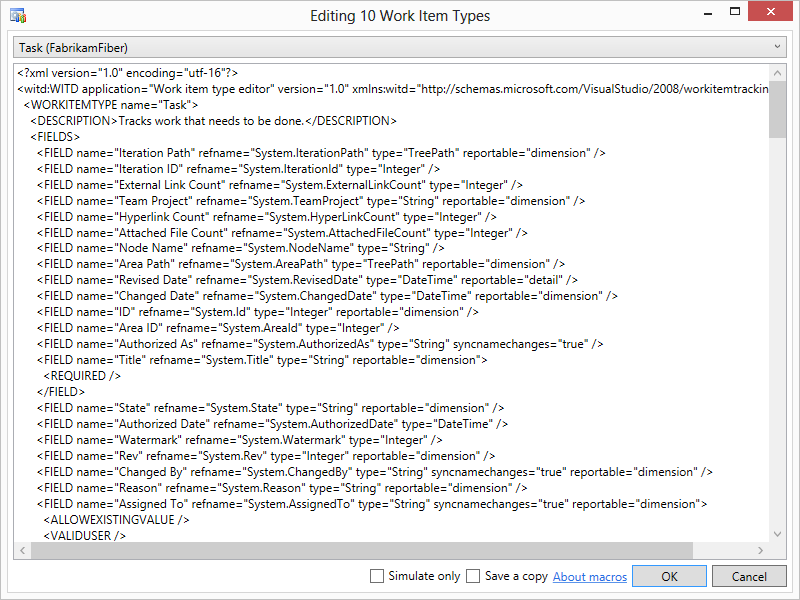 Editing 10 Work Item Types
Task (FabrikamFiber)
<?xml version="1.0" encoding="utf-16"?>
<witd:WITD application="Work item type editor" version="1.0" xmlns:witd="http://schemas.microsoft.com/VisualStudio/2008/workitemtrackin
<WORKITEMTYPE name="Task">
<DESCRIPTION>Tracks work that needs to be done.</DESCRIPTION>
<FIELDS>
<FIELD name="Iteration Path" refname="System.IterationPath" type="TreePath" reportable="dimension" />
<FIELD name="Iteration ID" refname="System.IterationId" type="Integer" />
<FIELD name="External Link Count" refname="System.ExternalLinkCount" type="Integer" />
<FIELD name="Team Project" refname="System.TeamProject" type="String" reportable="dimension" />
<FIELD name="Hyperlink Count" refname="System.HyperLinkCount" type="Integer" />
<FIELD name="Attached File Count" refname="System.AttachedFileCount" type="Integer" />
<FIELD name="Node Name" refname="System.NodeName" type="String" />
<FIELD name="Area Path" refname="System.AreaPath" type="TreePath" reportable="dimension" />
<FIELD name="Revised Date" refname="System.RevisedDate" type="DateTime" reportable="detail" />
<FIELD name="Changed Date" refname="System.ChangedDate" type="DateTime" reportable="dimension" />
<FIELD name="ID" refname="System.Id" type="Integer" reportable="dimension" />
<FIELD name="Area ID" refname="System.AreaId" type="Integer" />
<FIELD name="Authorized As" refname="System.AuthorizedAs" type="String" syncnamechanges="true" />
<FIELD name="Title" refname="System.Title" type="String" reportable="dimension">
<REQUIRED />
</FIELD>
<FIELD name="State" refname="System.State" type="String" reportable="dimension" />
<FIELD name="Authorized Date" refname="System.AuthorizedDate" type="DateTime" />
<FIELD name="Watermark" refname="System.Watermark" type="Integer" />
<FIELD name="Rev" refname="System.Rev" type="Integer" reportable="dimension" />
<FIELD name="Changed By" refname="System.ChangedBy" type="String" syncnamechanges="true" reportable="dimension" />
<FIELD name="Reason" refname="System.Reason" type="String" reportable="dimension" />
<FIELD name="Assigned To" refname="System.AssignedTo" type="String" syncnamechanges="true" reportable="dimension">
<ALLOWEXISTINGVALUE />
<VALIDUSER />
Simulate only Save a copy About macros OK Cancel